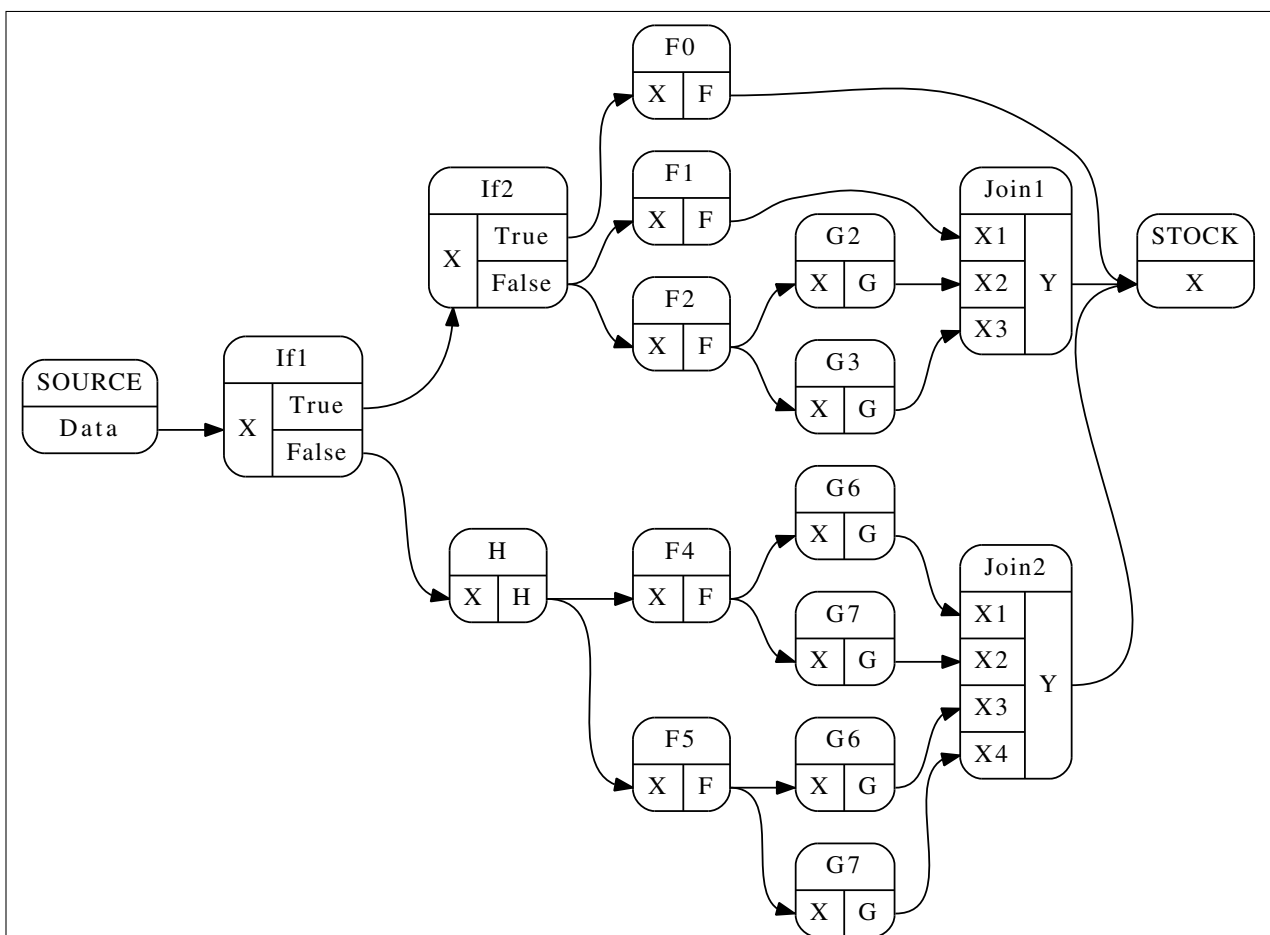 F0
X F
If2
X True
False
F1
X F
F2
X F
G2
X G
G3
X G
Join1
X1
X2 Y
X3
STOCK
X
SOURCE
Data
If1
X True
False
H
X H
F4
X F
G6
X G
G7
X G
F5
X F
G6
X G
G7
X G
Join2
X1
X2
X3
X4
Y